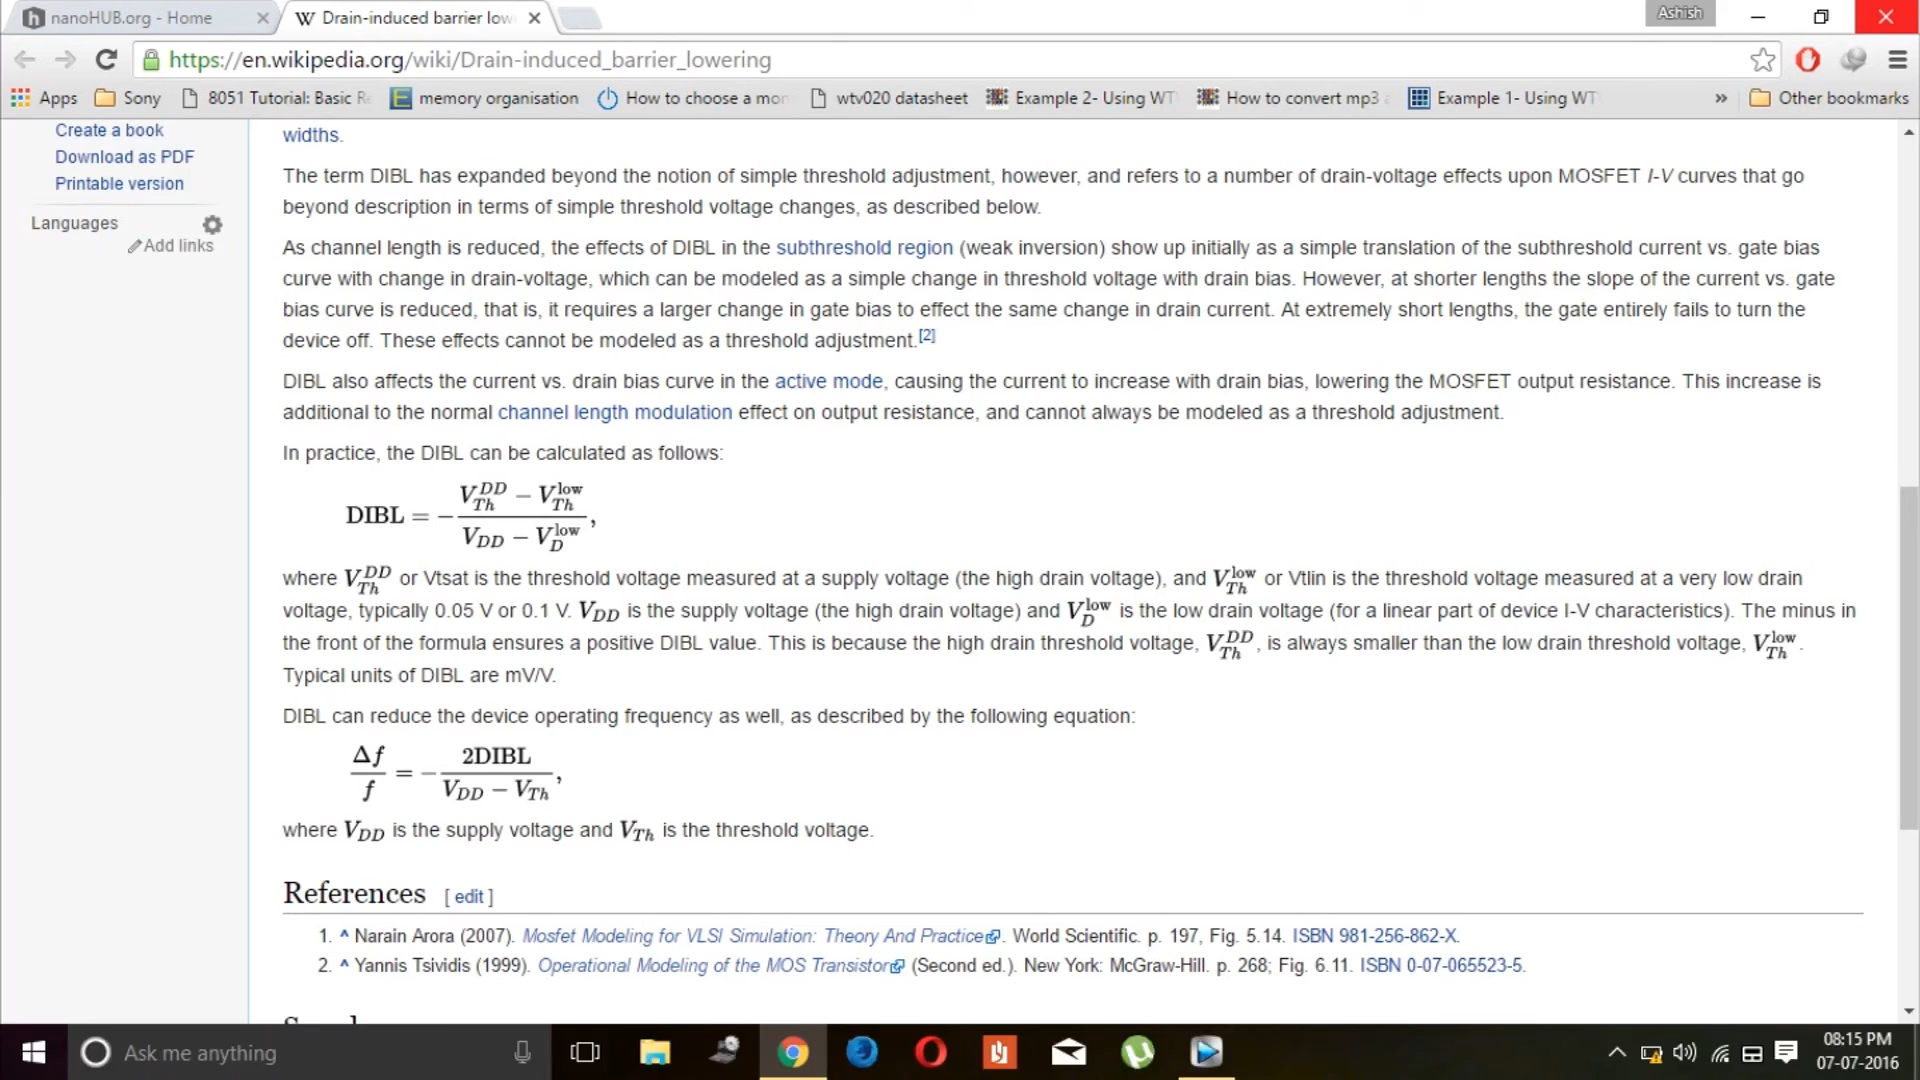 nanoHUB.org - Home
W Drain-induced barrier low
Ashish
https://en.wikipedia.org/wiki/Drain-induced_barrier_lowering
Apps Sony 8051 Tutorial: Basic R memory organisation How to choose a mon wtv020 datasheet Example 2- Using WT How to convert mp3 Example 1- Using WT » Other bookmarks
Create a book
Download as PDF
Printable version
Languages
Add links
widths.
The term DIBL has expanded beyond the notion of simple threshold adjustment, however, and refers to a number of drain-voltage effects upon MOSFET I-V curves that go
beyond description in terms of simple threshold voltage changes, as described below.
As channel length is reduced, the effects of DIBL in the subthreshold region (weak inversion) show up initially as a simple translation of the subthreshold current vs. gate bias
curve with change in drain-voltage, which can be modeled as a simple change in threshold voltage with drain bias. However, at shorter lengths the slope of the current vs. gate
bias curve is reduced, that is, it requires a larger change in gate bias to effect the same change in drain current. At extremely short lengths, the gate entirely fails to turn the
device off. These effects cannot be modeled as a threshold adjustment.[2]
DIBL also affects the current vs. drain bias curve in the active mode, causing the current to increase with drain bias, lowering the MOSFET output resistance. This increase is
additional to the normal channel length modulation effect on output resistance, and cannot always be modeled as a threshold adjustment.
In practice, the DIBL can be calculated as follows:
DIBL = - (V_Th^DD − V_Th^low) / (V_DD − V_D^low),
where V_Th^DD or Vtsat is the threshold voltage measured at a supply voltage (the high drain voltage), and V_Th^low or Vtlin is the threshold voltage measured at a very low drain
voltage, typically 0.05 V or 0.1 V. V_DD is the supply voltage (the high drain voltage) and V_D^low is the low drain voltage (for a linear part of device I-V characteristics). The minus in
the front of the formula ensures a positive DIBL value. This is because the high drain threshold voltage, V_Th^DD, is always smaller than the low drain threshold voltage, V_Th^low.
Typical units of DIBL are mV/V.
DIBL can reduce the device operating frequency as well, as described by the following equation:
Δf / f = - 2DIBL / (V_DD − V_Th),
where V_DD is the supply voltage and V_Th is the threshold voltage.
References [ edit ]
1. ^ Narain Arora (2007). Mosfet Modeling for VLSI Simulation: Theory And Practice. World Scientific. p. 197, Fig. 5.14. ISBN 981-256-862-X.
2. ^ Yannis Tsividis (1999). Operational Modeling of the MOS Transistor (Second ed.). New York: McGraw-Hill. p. 268; Fig. 6.11. ISBN 0-07-065523-5.
Ask me anything
08:15 PM
07-07-2016